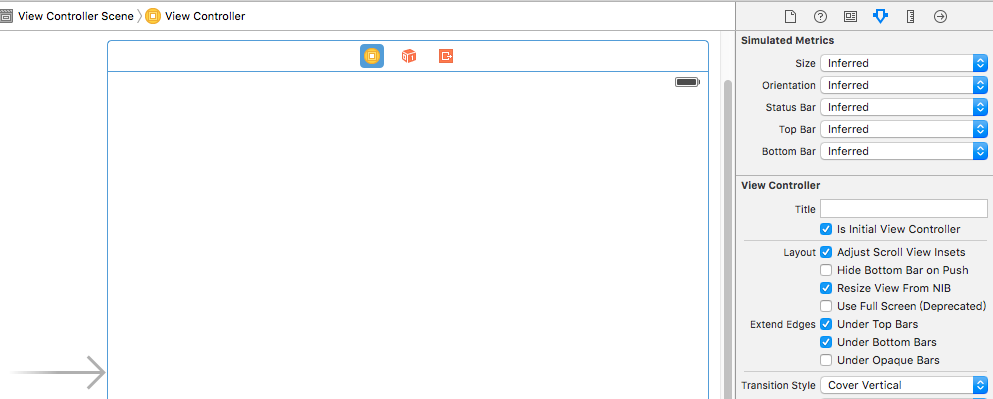 View Controller Scene View Controller
Simulated Metrics
Size Inferred
Orientation Inferred
Status Bar Inferred
Top Bar Inferred
Bottom Bar Inferred
View Controller
Title
Is Initial View Controller
Layout Adjust Scroll View Insets
Hide Bottom Bar on Push
Resize View From NIB
Use Full Screen (Deprecated)
Extend Edges Under Top Bars
Under Bottom Bars
Under Opaque Bars
Transition Style Cover Vertical